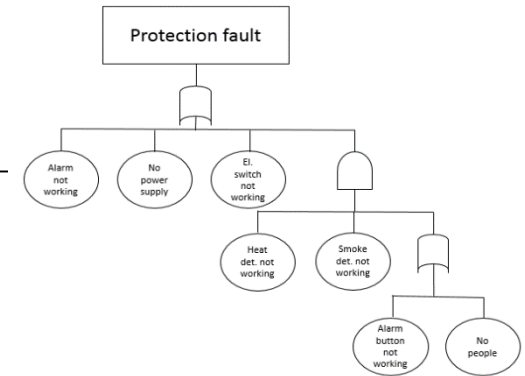 Protection fault
Alarm
not
working
No
power
supply
El.
switch
not
working
Heat
det. not
working
Smoke
det. not
working
Alarm
button
not
working
No
people